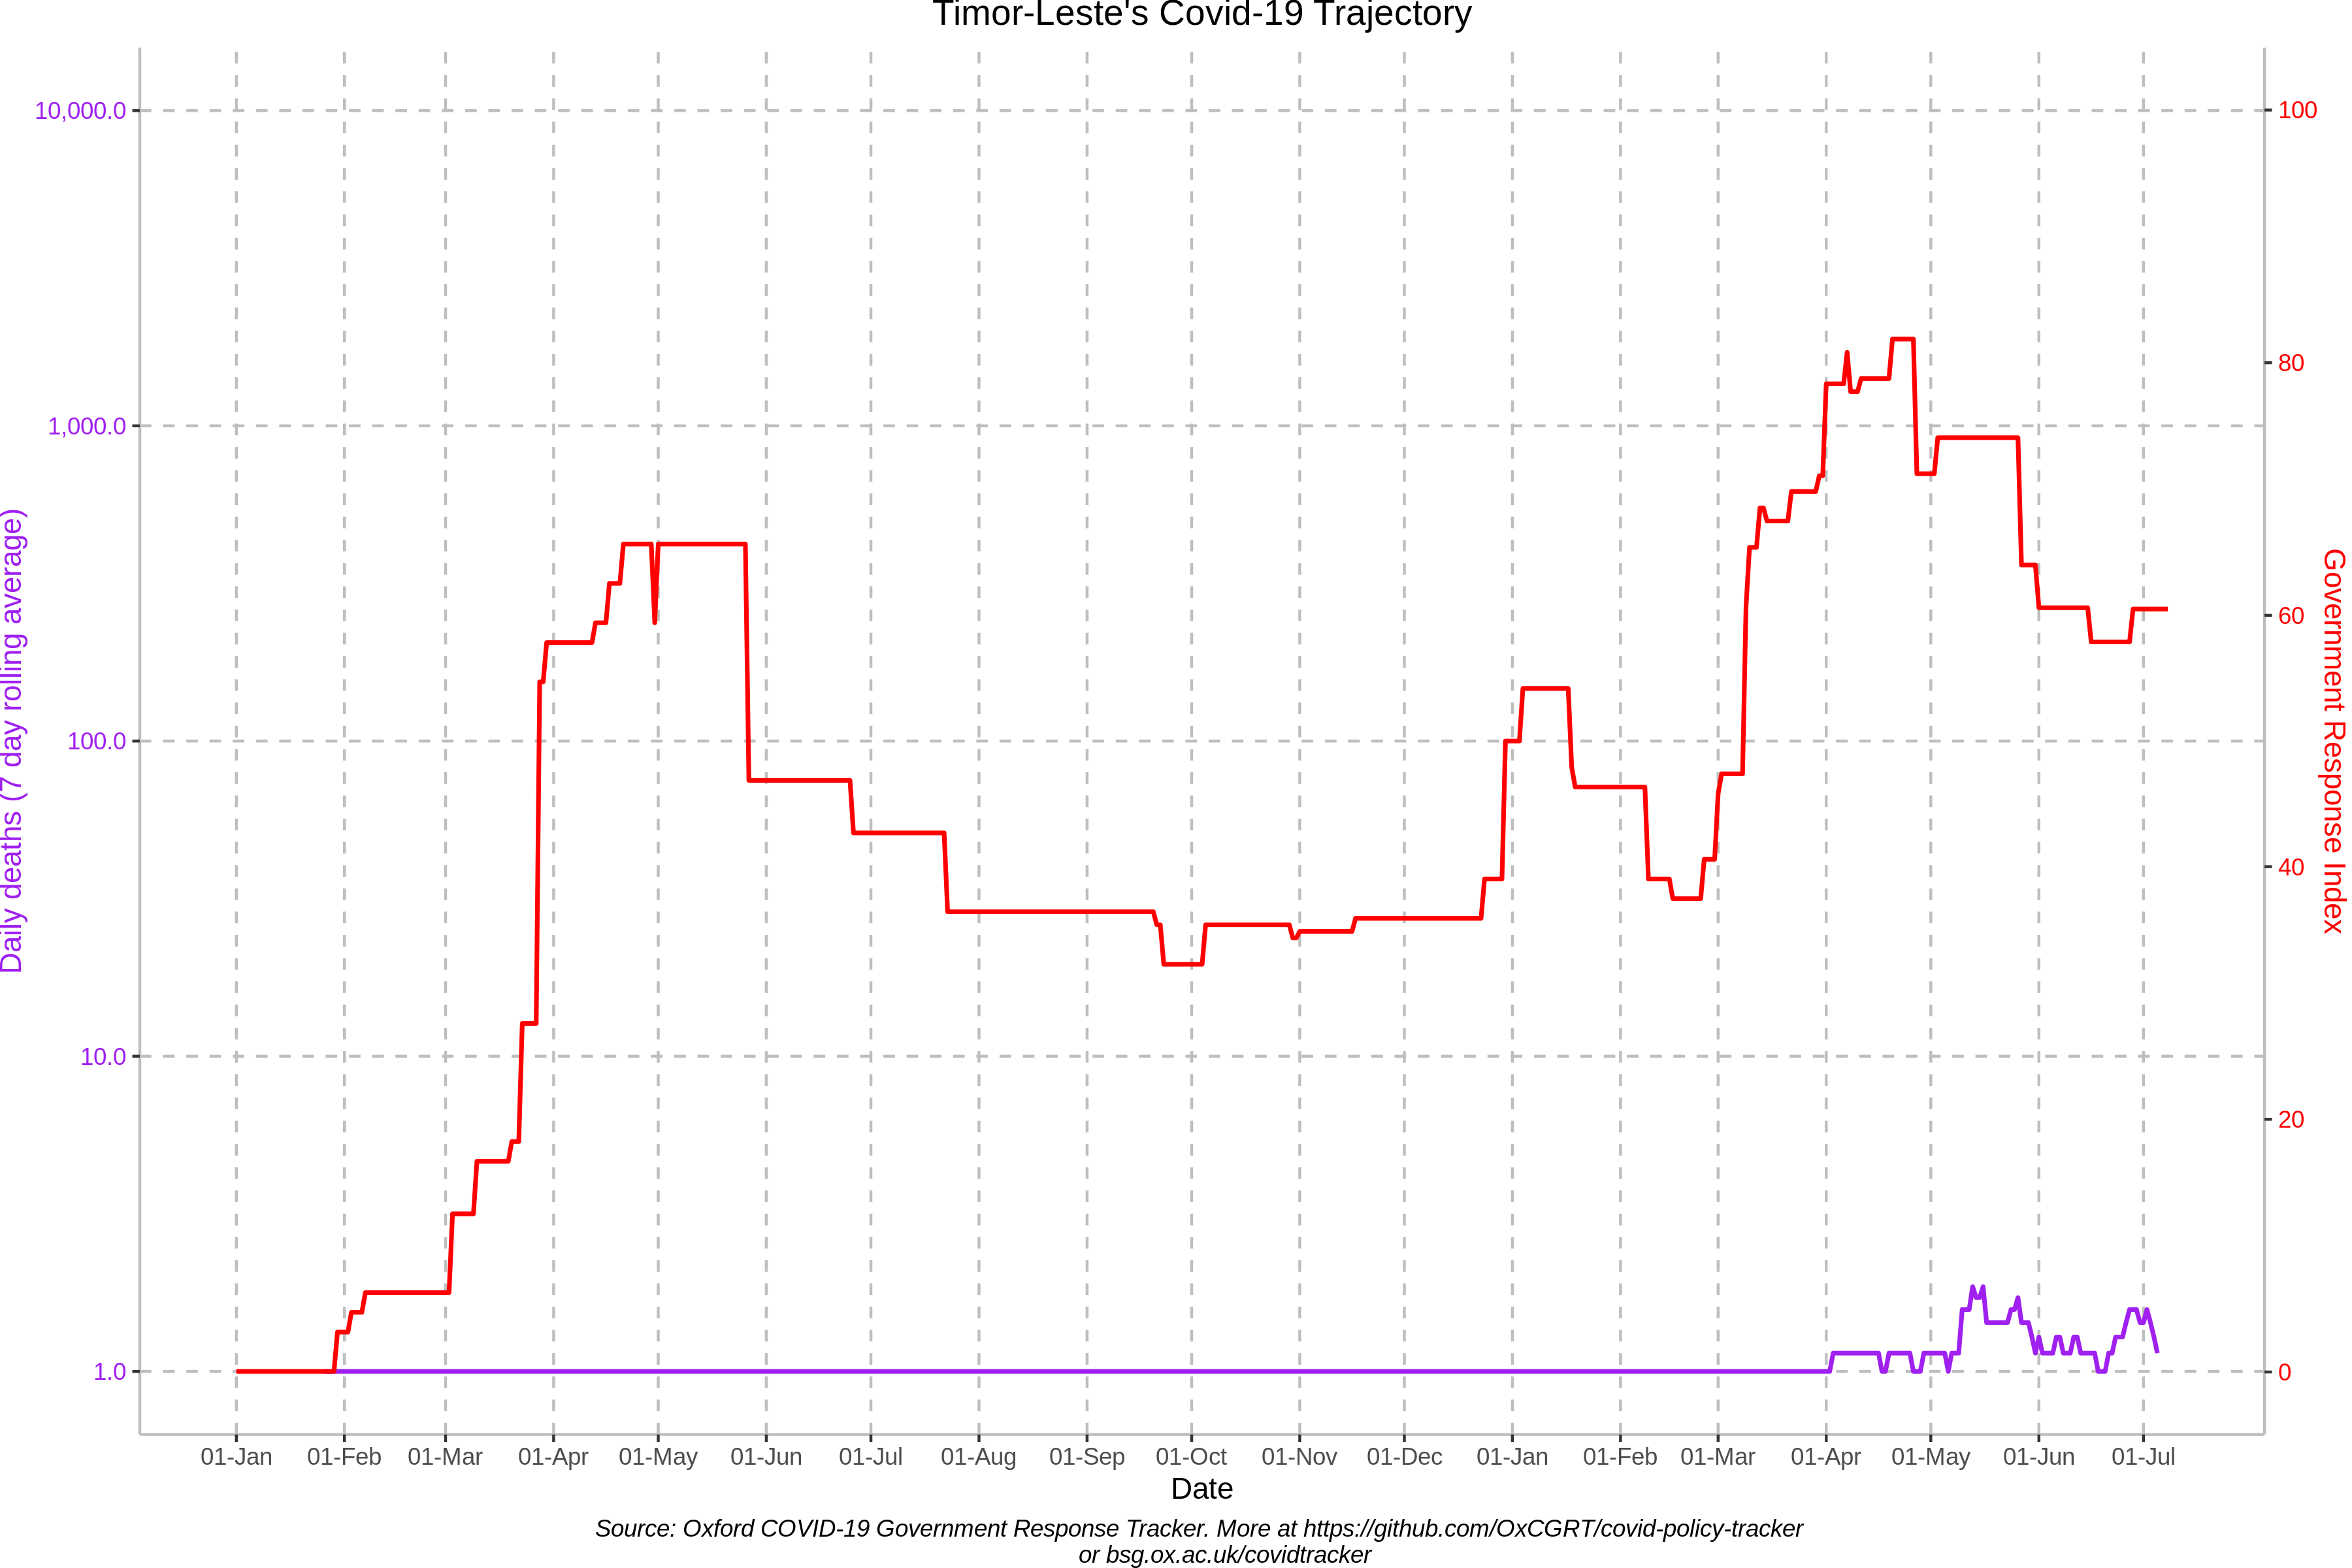 Timor-Leste's Covid-19 Trajectory
10,000.0
1,000.0
100.0
10.0
1.0
Daily deaths (7 day rolling average)
100
80
60
40
20
0
Government Response Index
01-Jan 01-Feb 01-Mar 01-Apr 01-May 01-Jun 01-Jul 01-Aug 01-Sep 01-Oct 01-Nov 01-Dec 01-Jan 01-Feb 01-Mar 01-Apr 01-May 01-Jun 01-Jul
Date
Source: Oxford COVID-19 Government Response Tracker. More at https://github.com/OxCGRT/covid-policy-tracker
or bsg.ox.ac.uk/covidtracker